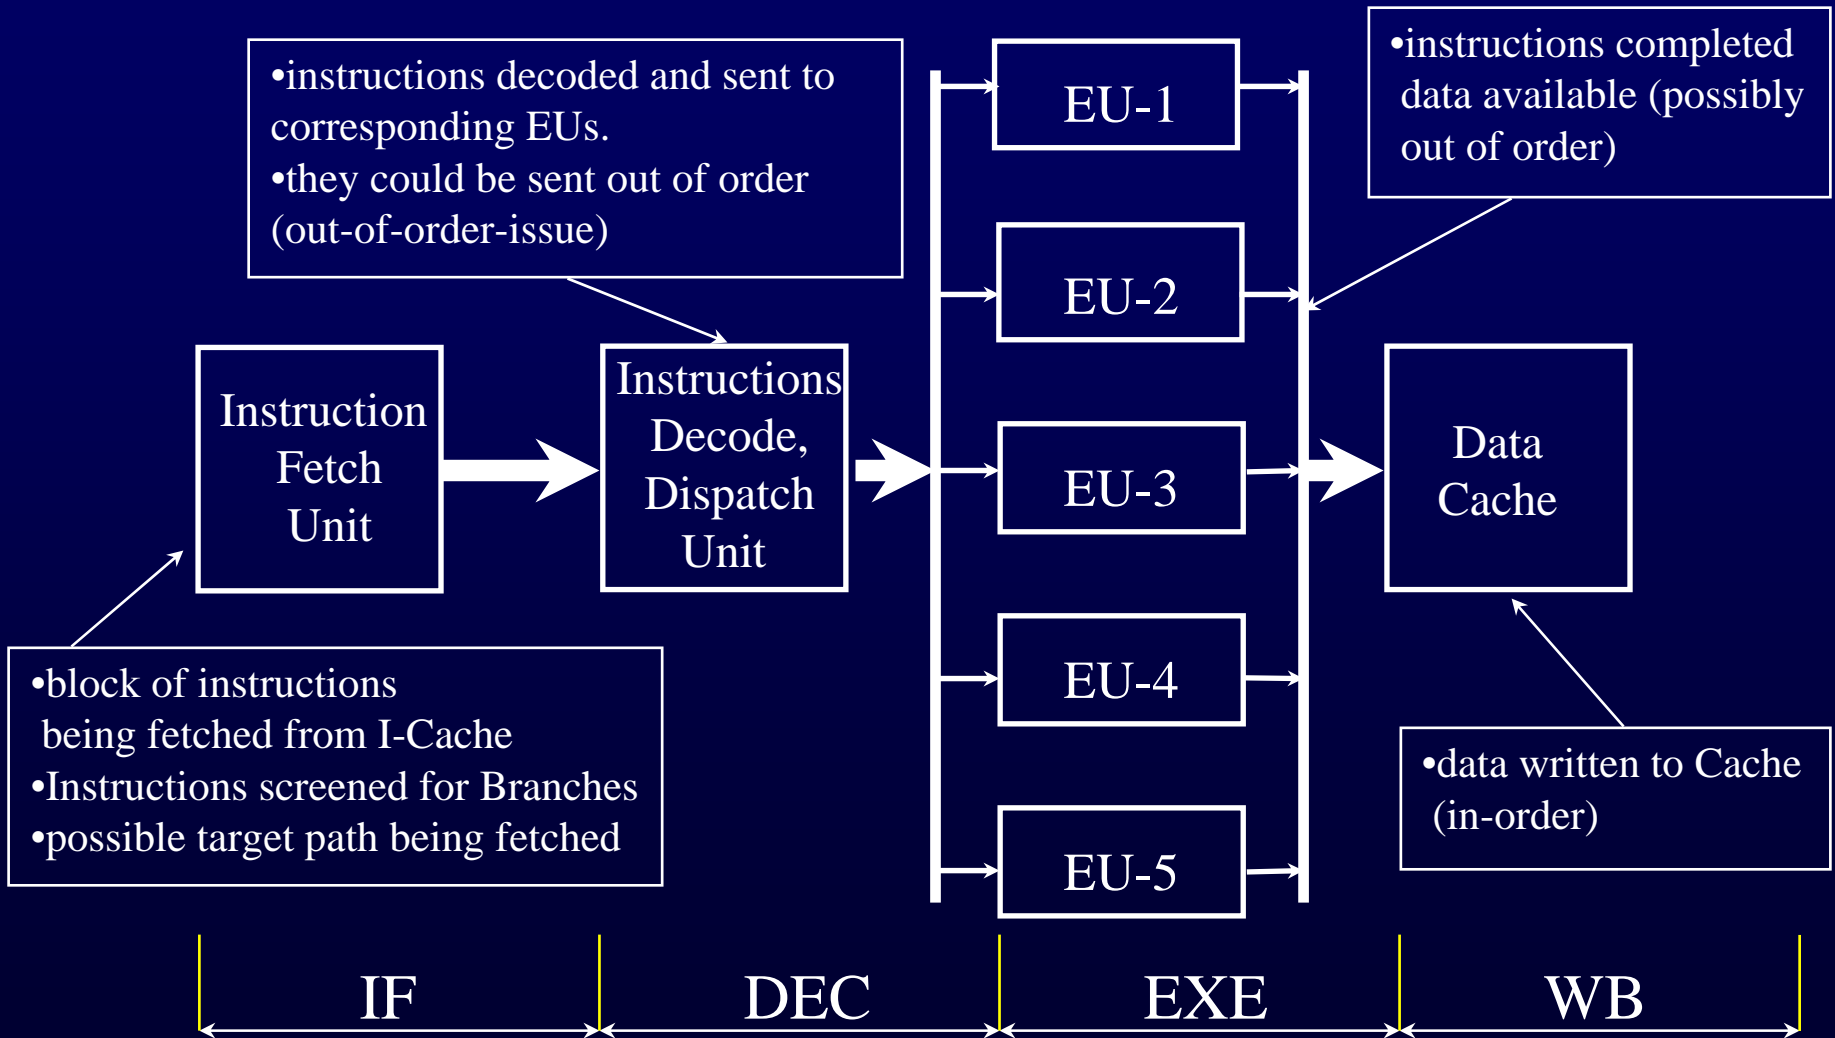 •instructions decoded and sent to
corresponding EUs.
•they could be sent out of order
(out-of-order-issue)
•instructions completed
data available (possibly
out of order)
EU-1
EU-2
EU-3
EU-4
EU-5
Instruction
Fetch
Unit
Instructions
Decode,
Dispatch
Unit
Data
Cache
•block of instructions
being fetched from I-Cache
•Instructions screened for Branches
•possible target path being fetched
•data written to Cache
(in-order)
IF
DEC
EXE
WB